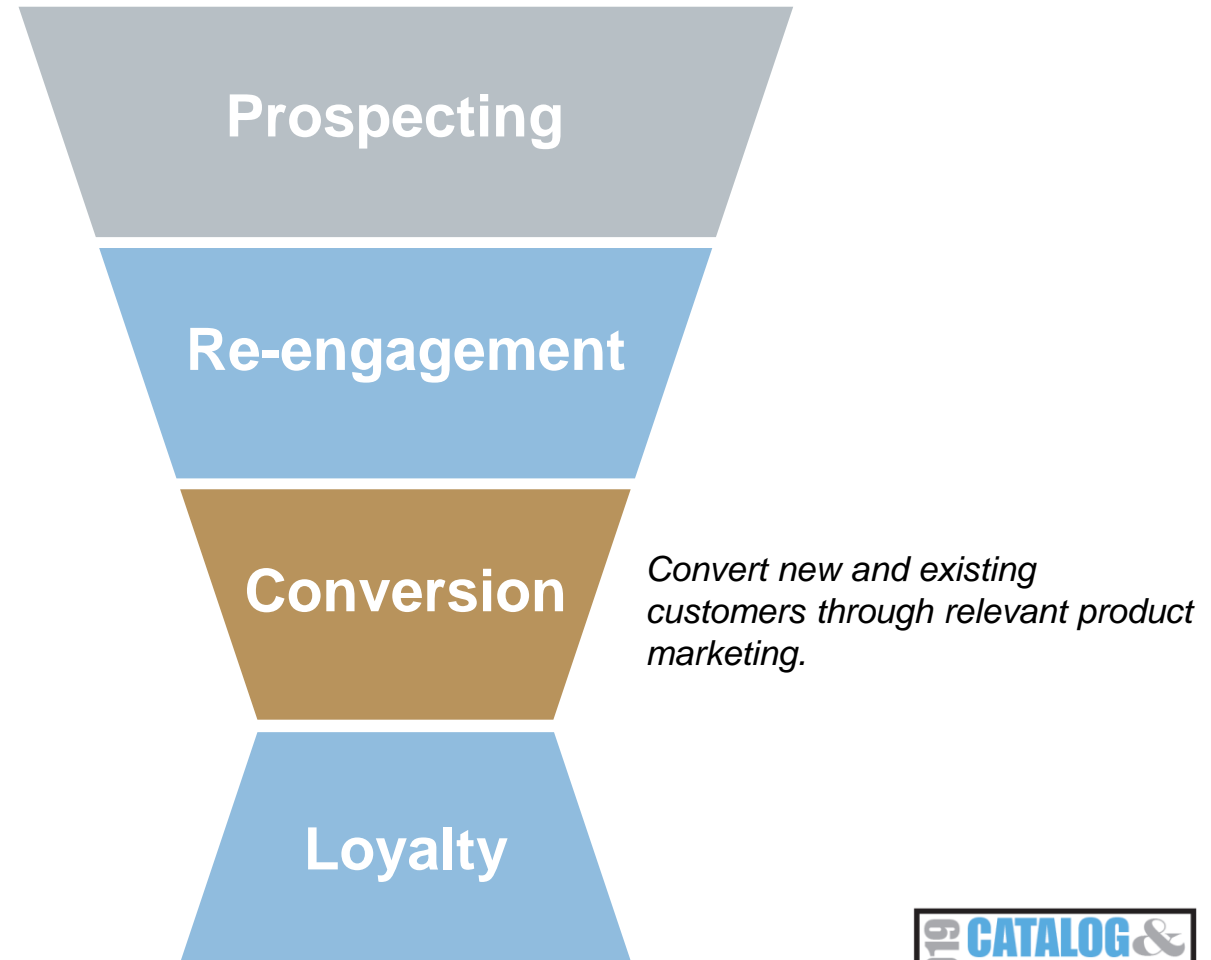 Prospecting
Re-engagement
Conversion
Convert new and existing
customers through relevant product
marketing.
Loyalty
CATALOG&